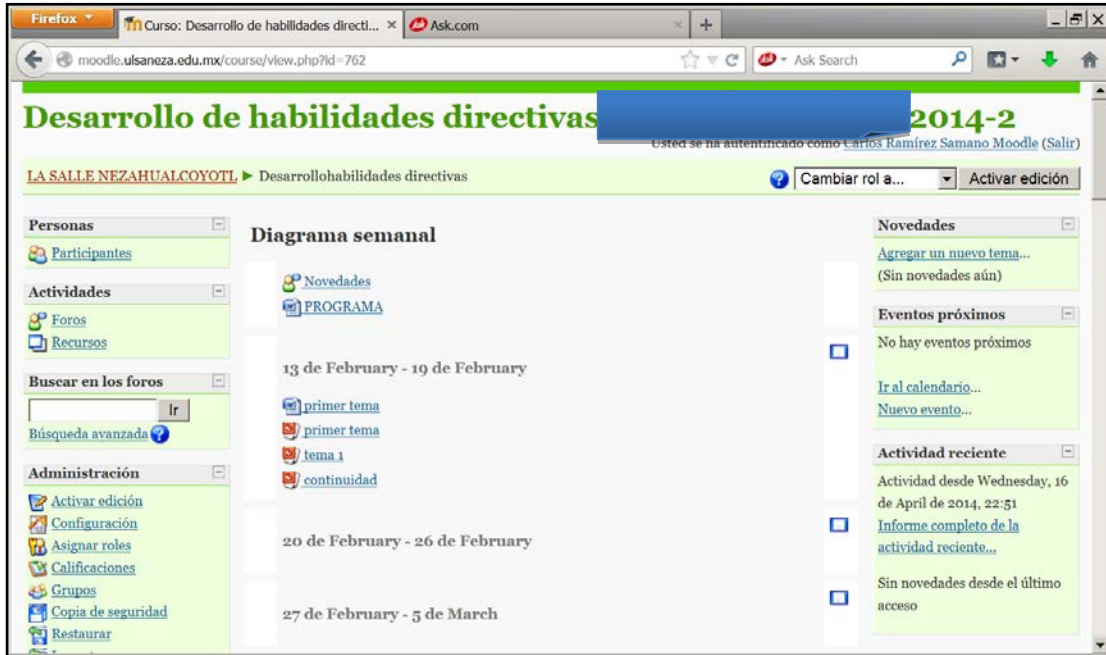 Firefox
Curso: Desarrollo de habilidades directi... ×
Ask.com ×
+
moodle.ulsaneza.edu.mx/course/view.php?id=762
Ask Search
Desarrollo de habilidades directivas 2014-2
Usted se ha autentificado como Carlos Ramírez Samano Moodle (Salir)
LA SALLE NEZAHUALCOYOTL ► Desarrollohabilidades directivas
Cambiar rol a...
Activar edición
Personas
Participantes
Actividades
Foros
Recursos
Buscar en los foros
Ir
Búsqueda avanzada
Administración
Activar edición
Configuración
Asignar roles
Calificaciones
Grupos
Copia de seguridad
Restaurar
Diagrama semanal
Novedades
PROGRAMA
13 de February - 19 de February
primer tema
primer tema
tema 1
continuidad
20 de February - 26 de February
27 de February - 5 de March
Novedades
Agregar un nuevo tema...
(Sin novedades aún)
Eventos próximos
No hay eventos próximos
Ir al calendario...
Nuevo evento...
Actividad reciente
Actividad desde Wednesday, 16
de April de 2014, 22:51
Informe completo de la
actividad reciente...
Sin novedades desde el último
acceso